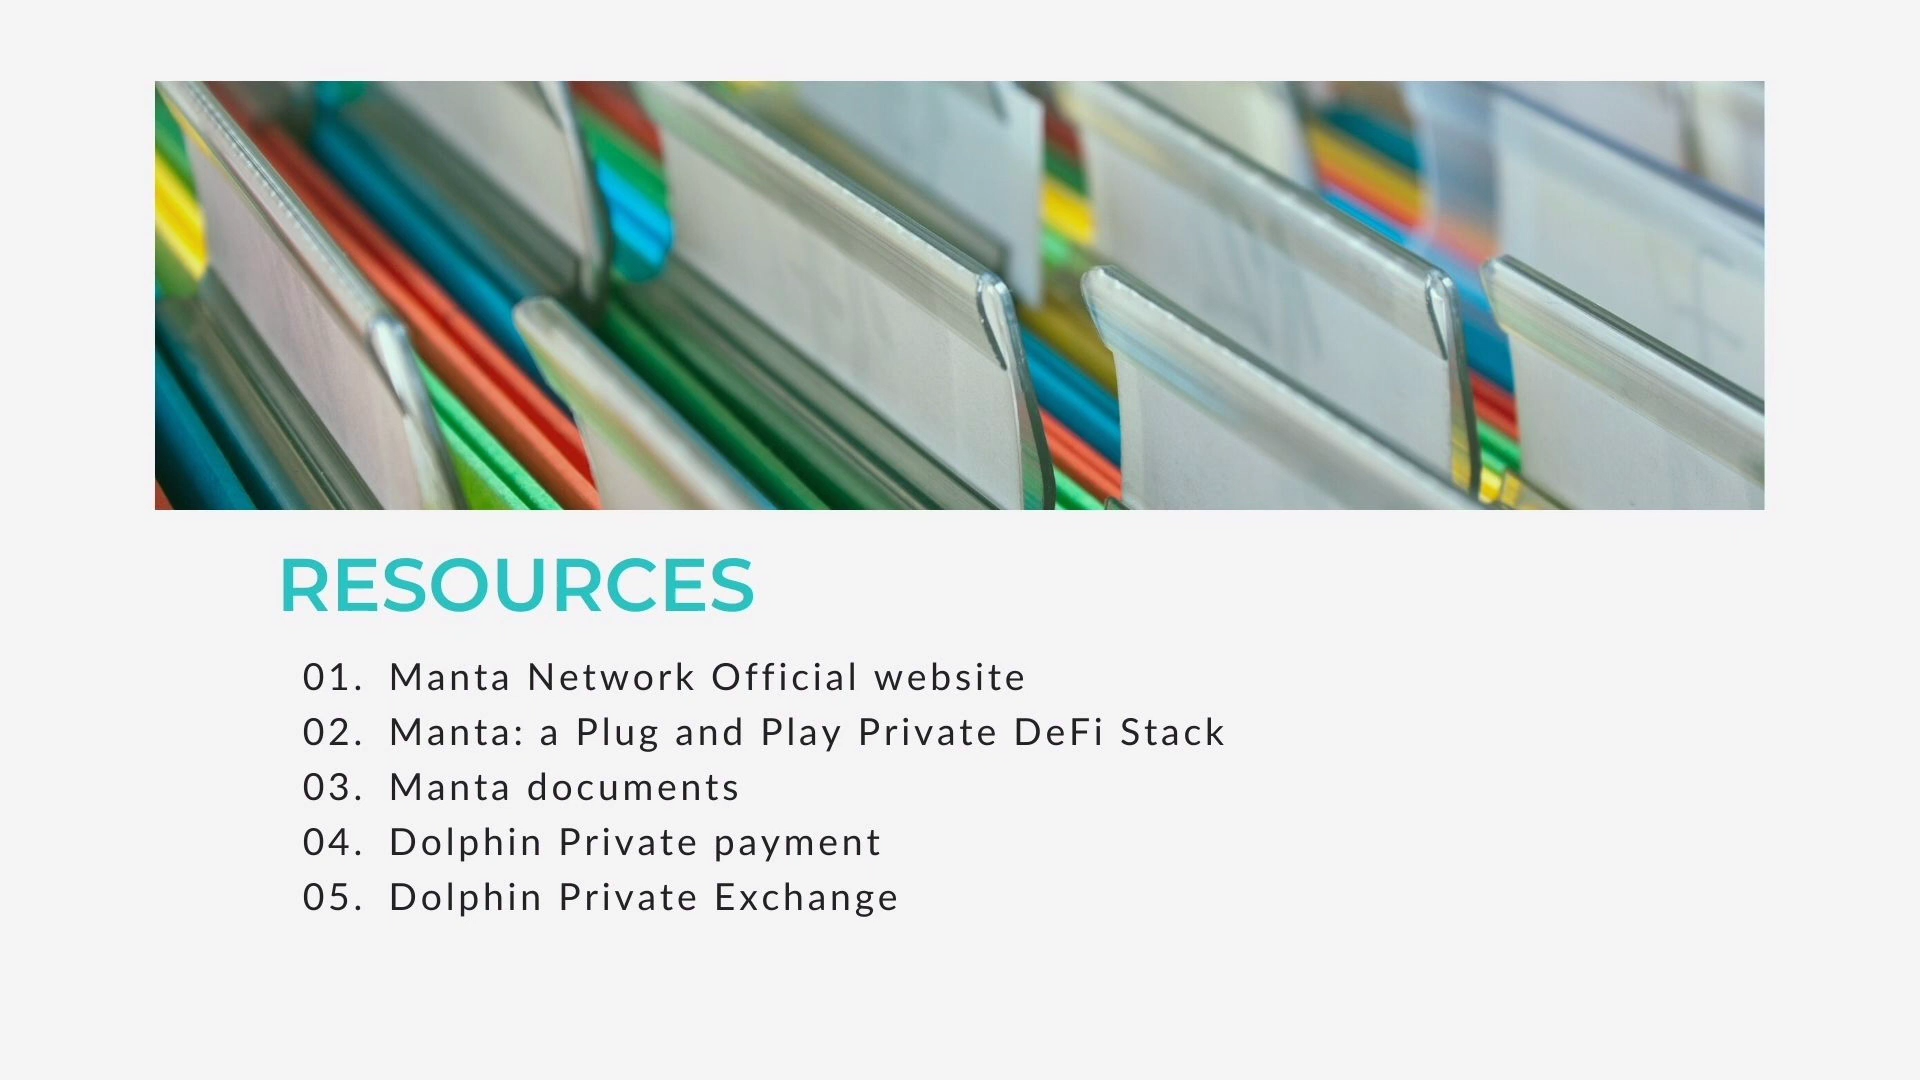 RESOURCES
01. Manta Network Official website
02. Manta: a Plug and Play Private DeFi Stack
03. Manta documents
04. Dolphin Private payment
05. Dolphin Private Exchange